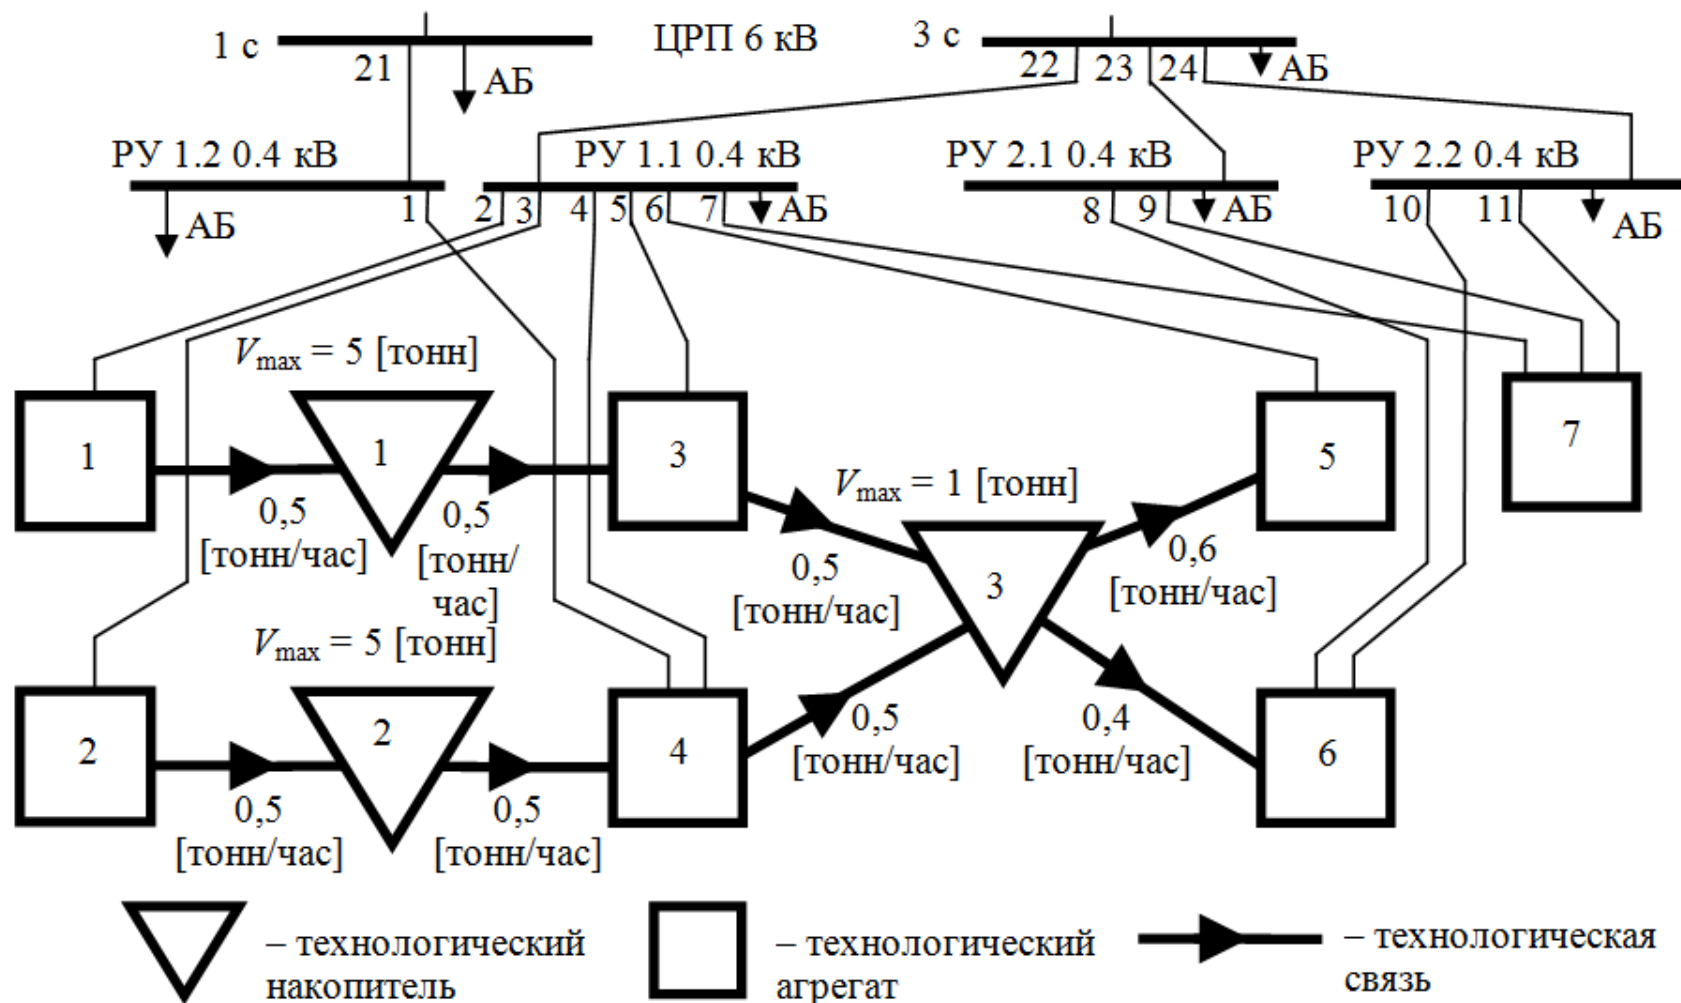 1 с
ЦРП 6 кВ
3 с
21
АБ
22
23
24
АБ
РУ 1.2 0.4 кВ
РУ 1.1 0.4 кВ
РУ 2.1 0.4 кВ
РУ 2.2 0.4 кВ
АБ
1
2
3
4
5
6
7
АБ
8
9
АБ
10
11
АБ
Vmax = 5 [тонн]
1
1
3
5
7
0,5
[тонн/час]
0,5
[тонн/
час]
Vmax = 1 [тонн]
0,5
[тонн/час]
3
0,6
[тонн/час]
Vmax = 5 [тонн]
2
2
4
6
0,5
[тонн/час]
0,5
[тонн/час]
0,5
[тонн/час]
0,4
[тонн/час]
– технологический
накопитель
– технологический
агрегат
– технологическая
связь